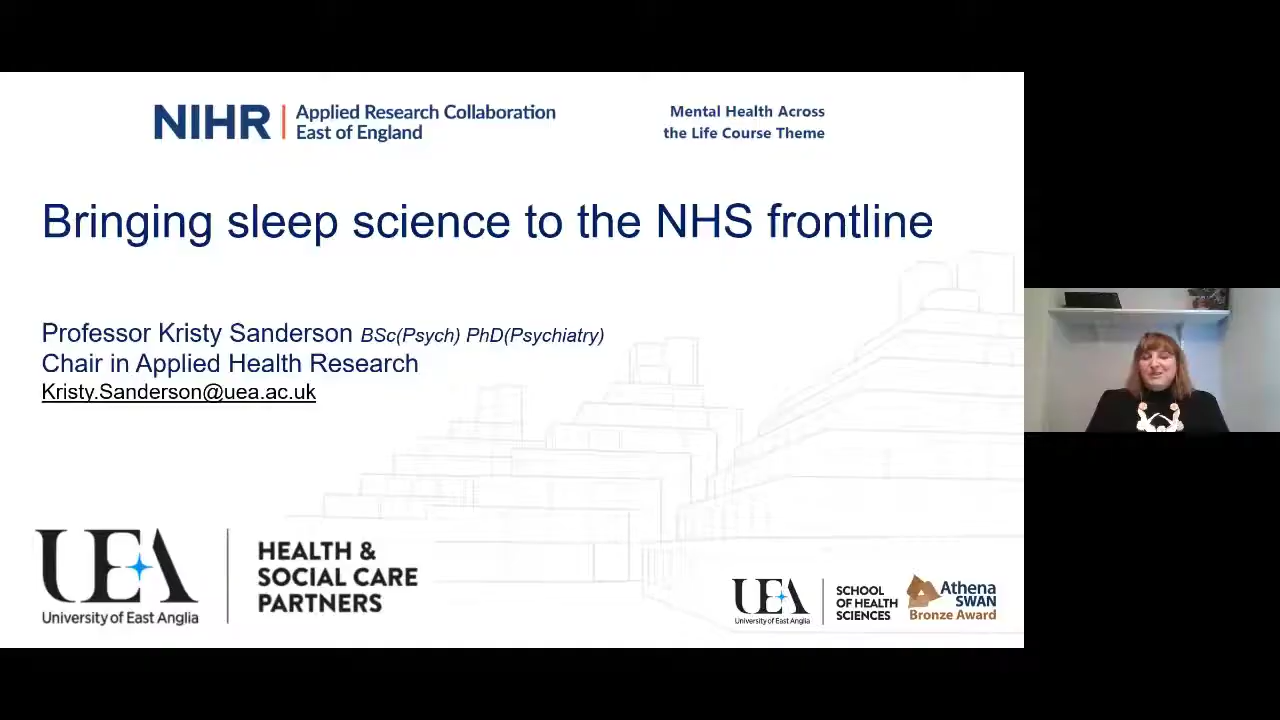 NIHR | Applied Research Collaboration
East of England
Mental Health Across
the Life Course Theme
Bringing sleep science to the NHS frontline
Professor Kristy Sanderson BSc(Psych) PhD(Psychiatry)
Chair in Applied Health Research
Kristy.Sanderson@uea.ac.uk
UEA
University of East Anglia
HEALTH &
SOCIAL CARE
PARTNERS
UEA
University of East Anglia
SCHOOL
OF HEALTH
SCIENCES
Athena
SWAN
Bronze Award